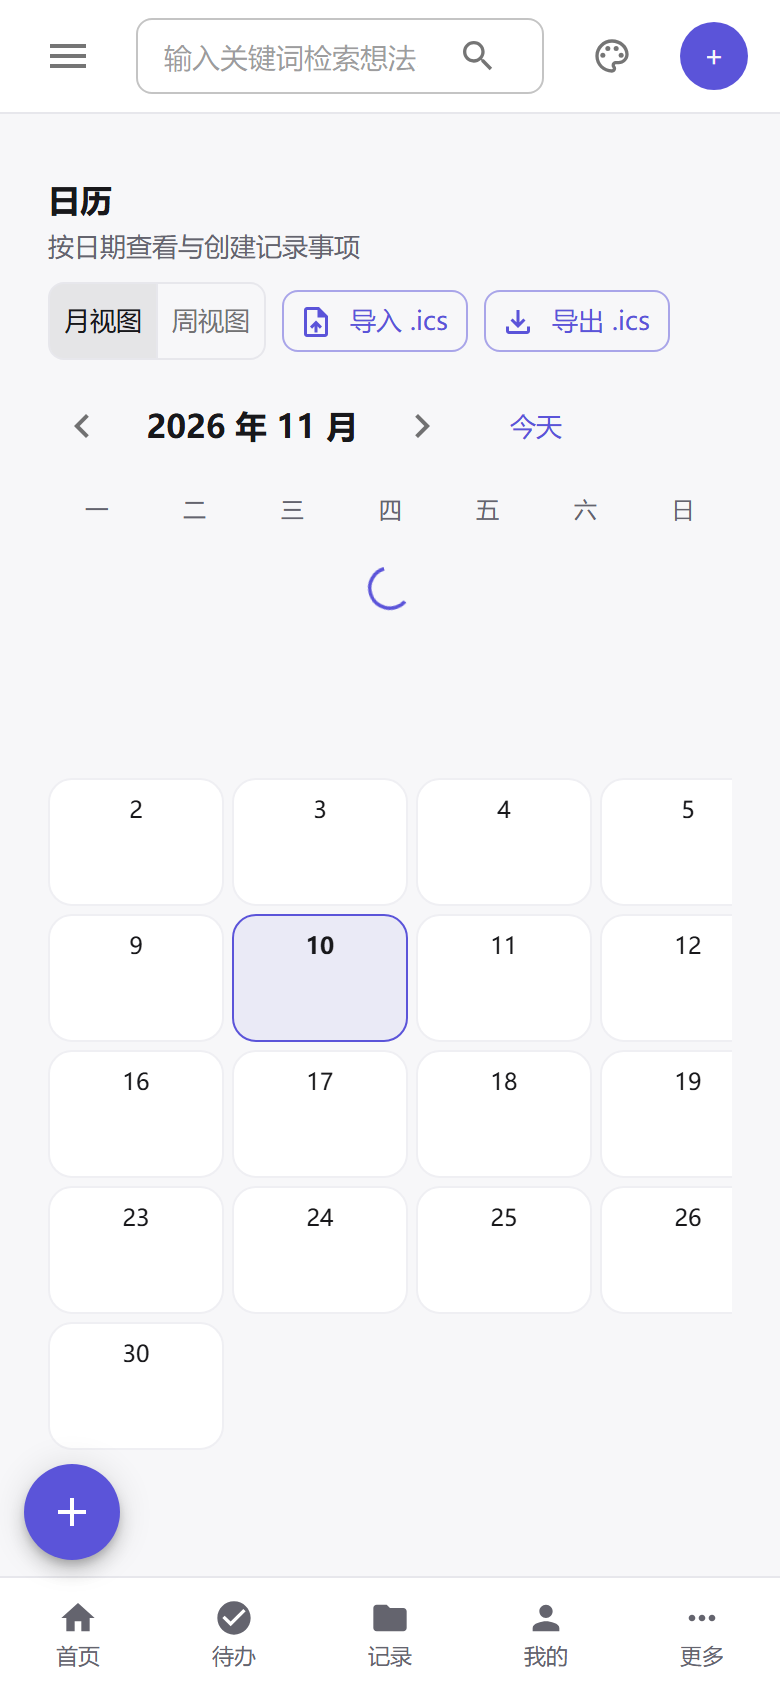 输入关键词检索想法
+
日历
按日期查看与创建记录事项
月视图 周视图 导入 .ics 导出 .ics
2026 年 11 月 今天
一 二 三 四 五 六 日
2 3 4 5
9 10 11 12
16 17 18 19
23 24 25 26
30
首页 待办 记录 我的 更多